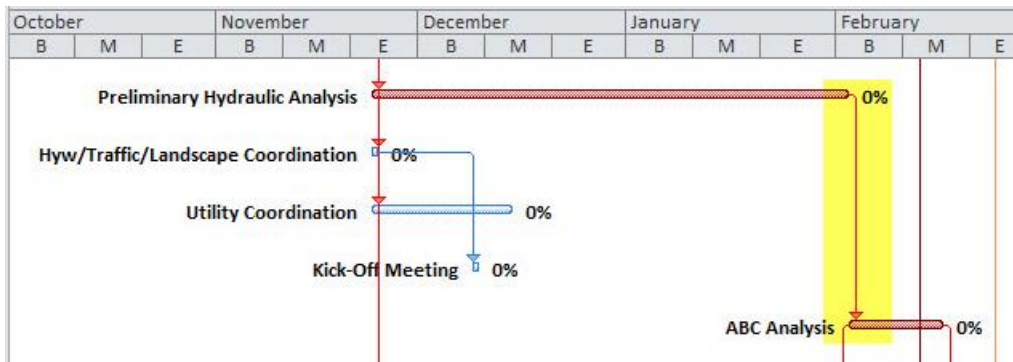 October November December January February
B M E B M E B M E B M E B M E
Preliminary Hydraulic Analysis 0%
Hyw/Traffic/Landscape Coordination 0%
Utility Coordination 0%
Kick-Off Meeting 0%
ABC Analysis 0%